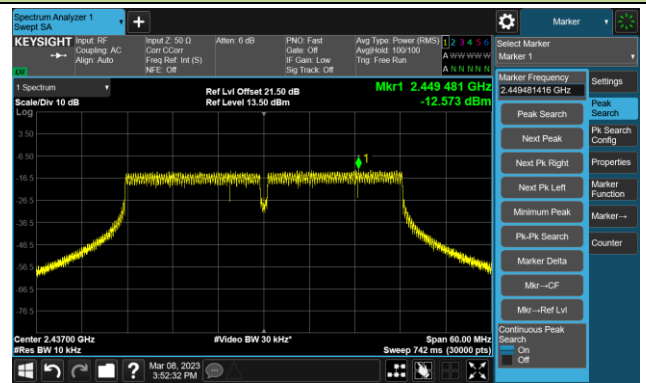 Spectrum Analyzer 1
Swept SA
Marker
KEYSIGHT
Input: RF
Coupling: AC
Align: Auto
Input Z: 50 Ω
Corr CCorr
Freq Ref: Int (S)
NFE: Off
Atten: 6 dB
PNO: Fast
Gate: Off
IF Gain: Low
Sig Track: Off
Avg Type: Power (RMS)
Avg|Hold: 100/100
Trig: Free Run
1 2 3 4 5 6
A W W W W W
A N N N N N
LW
Select Marker
Marker 1
1 Spectrum
Scale/Div 10 dB
Log
Ref Lvl Offset 21.50 dB
Ref Level 13.50 dBm
Mkr1 2.449 481 GHz
-12.573 dBm
3.50
-6.50
-16.5
-26.5
-36.5
-46.5
-56.5
-66.5
-76.5
1
Center 2.43700 GHz
#Res BW 10 kHz
#Video BW 30 kHz*
Span 60.00 MHz
Sweep 742 ms (30000 pts)
Marker Frequency
2.449481416 GHz
Peak Search
Next Peak
Next Pk Right
Next Pk Left
Minimum Peak
Pk-Pk Search
Marker Delta
Mkr→CF
Mkr→Ref Lvl
Continuous Peak
Search
On
Off
Settings
Peak
Search
Pk Search
Config
Properties
Marker
Function
Marker→
Counter
?
Mar 08, 2023
3:52:32 PM